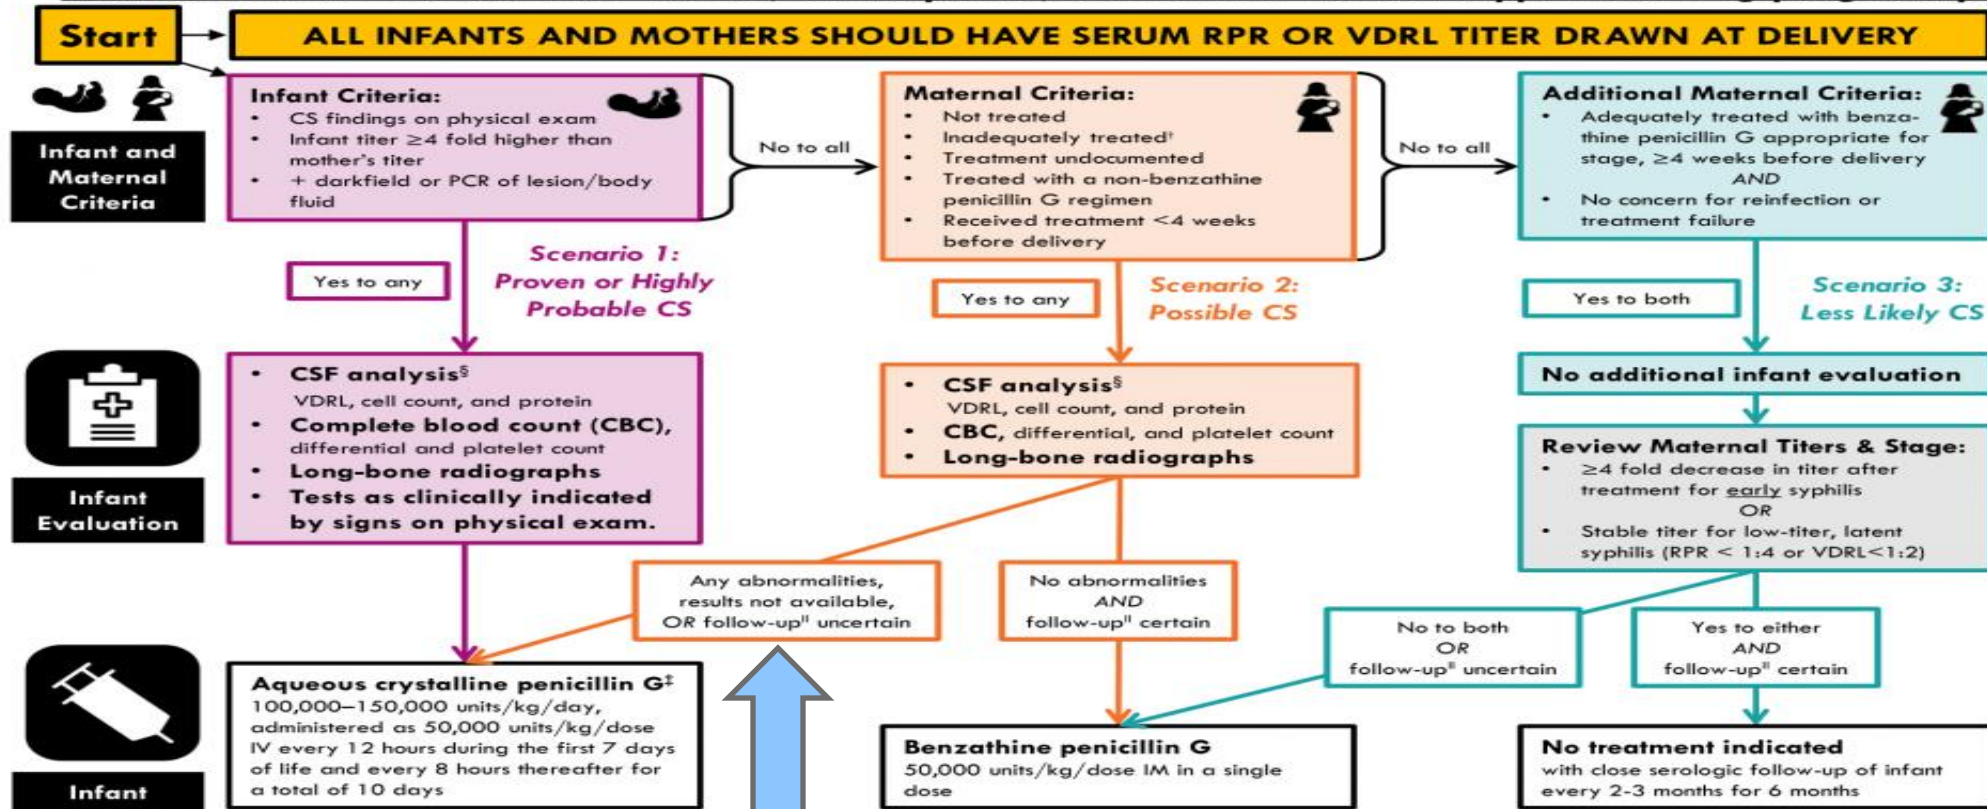 Start
ALL INFANTS AND MOTHERS SHOULD HAVE SERUM RPR OR VDRL TITER DRAWN AT DELIVERY
Infant and
Maternal
Criteria
Infant Criteria:
• CS findings on physical exam
• Infant titer ≥4 fold higher than
mother's titer
• + darkfield or PCR of lesion/body
fluid
No to all
Maternal Criteria:
• Not treated
• Inadequately treated†
• Treatment undocumented
• Treated with a non-benzathine
penicillin G regimen
• Received treatment <4 weeks
before delivery
No to all
Additional Maternal Criteria:
• Adequately treated with benza-
thine penicillin G appropriate for
stage, ≥4 weeks before delivery
AND
• No concern for reinfection or
treatment failure
Yes to any
Scenario 1:
Proven or Highly
Probable CS
Yes to any
Scenario 2:
Possible CS
Yes to both
Scenario 3:
Less Likely CS
Infant
Evaluation
• CSF analysis§
VDRL, cell count, and protein
• Complete blood count (CBC),
differential and platelet count
• Long-bone radiographs
• Tests as clinically indicated
by signs on physical exam.
• CSF analysis§
VDRL, cell count, and protein
• CBC, differential, and platelet count
• Long-bone radiographs
No additional infant evaluation
Review Maternal Titers & Stage:
• ≥4 fold decrease in titer after
treatment for early syphilis
OR
• Stable titer for low-titer, latent
syphilis (RPR < 1:4 or VDRL<1:2)
Any abnormalities,
results not available,
OR follow-up‖ uncertain
No abnormalities
AND
follow-up‖ certain
No to both
OR
follow-up‖ uncertain
Yes to either
AND
follow-up‖ certain
Infant
Aqueous crystalline penicillin G‡
100,000–150,000 units/kg/day,
administered as 50,000 units/kg/dose
IV every 12 hours during the first 7 days
of life and every 8 hours thereafter for
a total of 10 days
Benzathine penicillin G
50,000 units/kg/dose IM in a single
dose
No treatment indicated
with close serologic follow-up of infant
every 2-3 months for 6 months